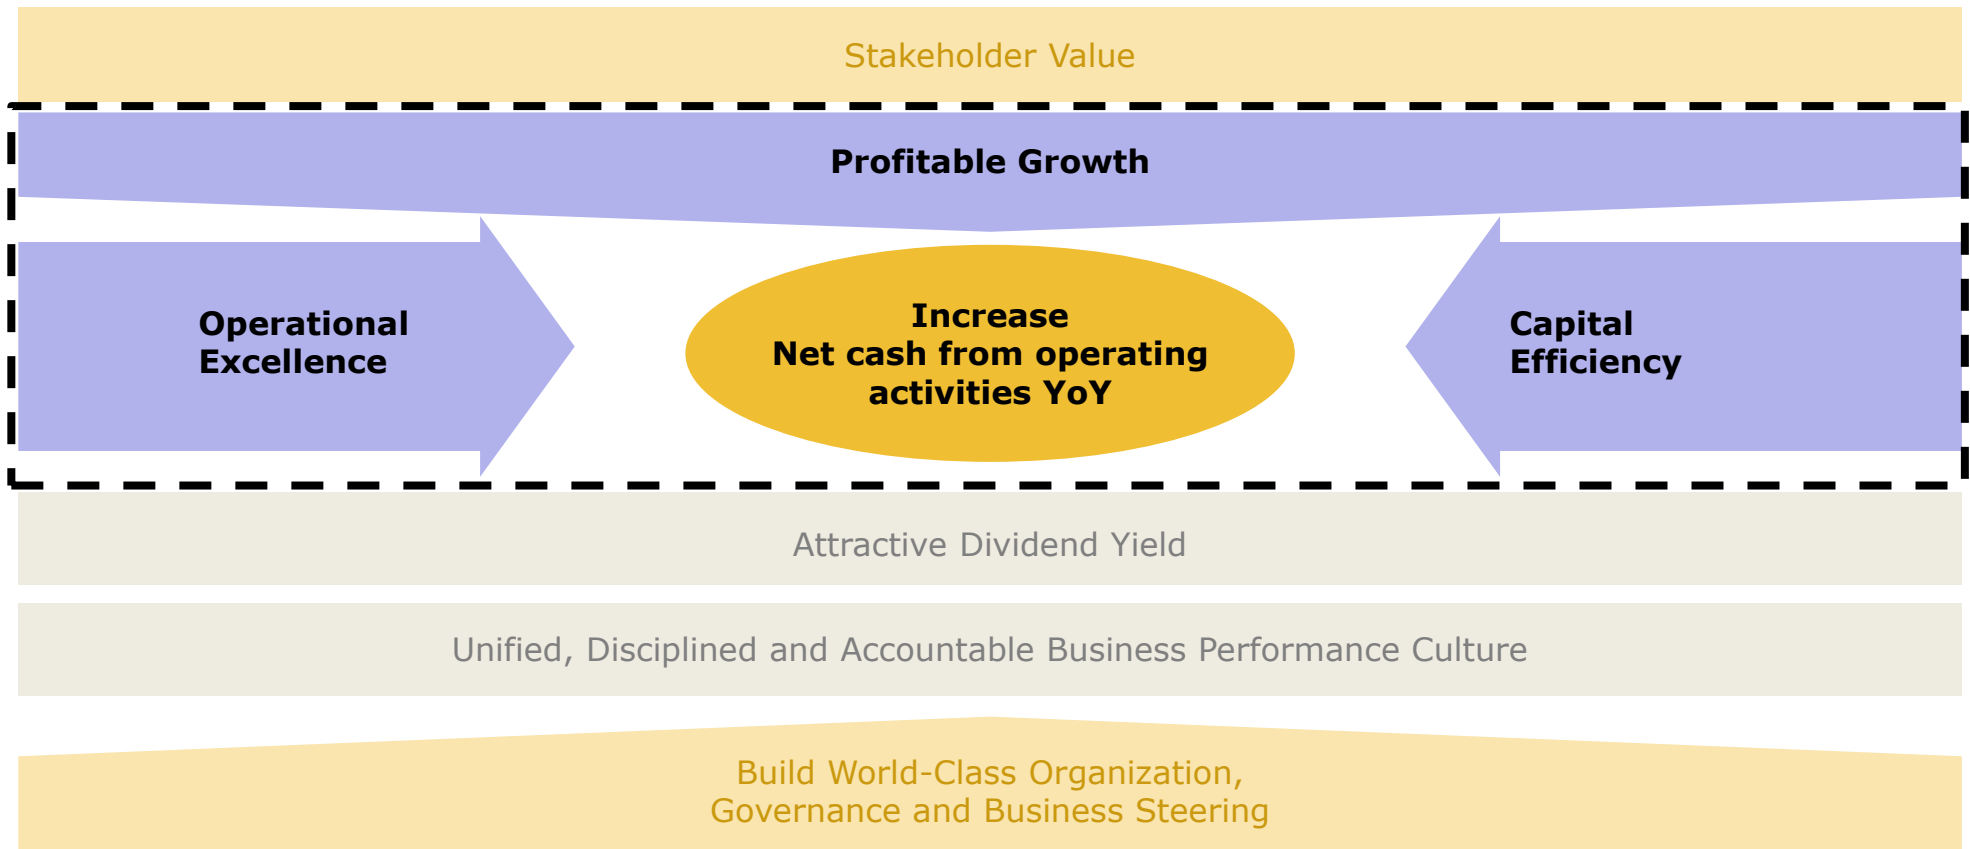 Stakeholder Value
Profitable Growth
Operational
Excellence
Increase
Net cash from operating
activities YoY
Capital
Efficiency
Attractive Dividend Yield
Unified, Disciplined and Accountable Business Performance Culture
Build World-Class Organization,
Governance and Business Steering